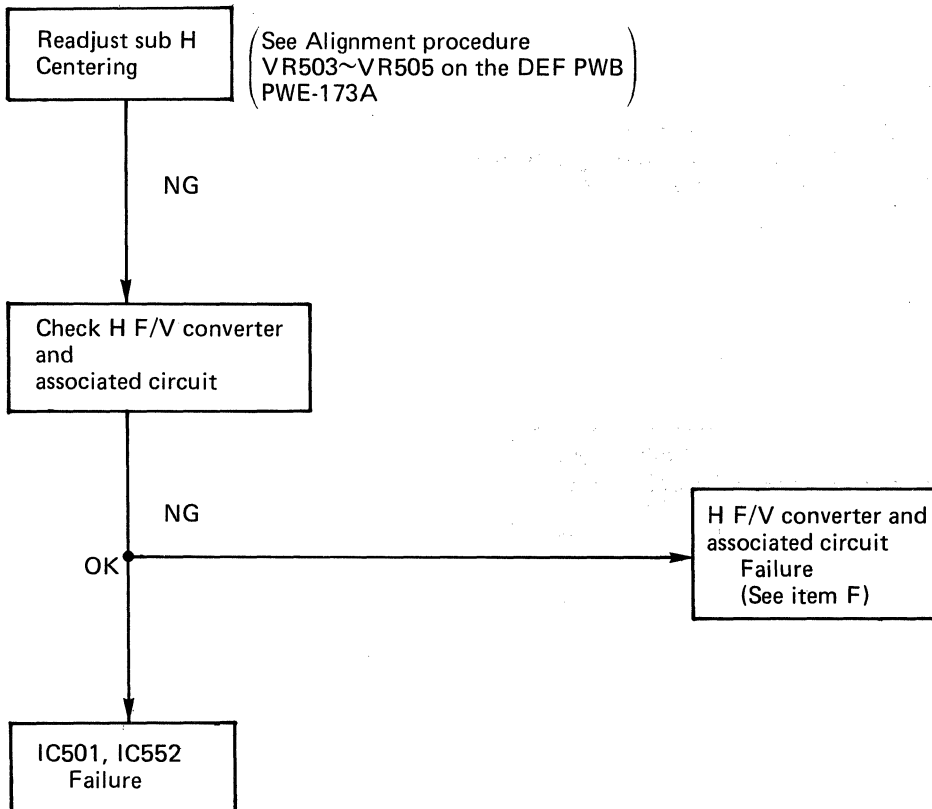 Readjust sub H
Centering
(See Alignment procedure
VR503~VR505 on the DEF PWB
PWE-173A)
NG
Check H F/V converter
and
associated circuit
NG
OK
H F/V converter and
associated circuit
Failure
(See item F)
IC501, IC552
Failure